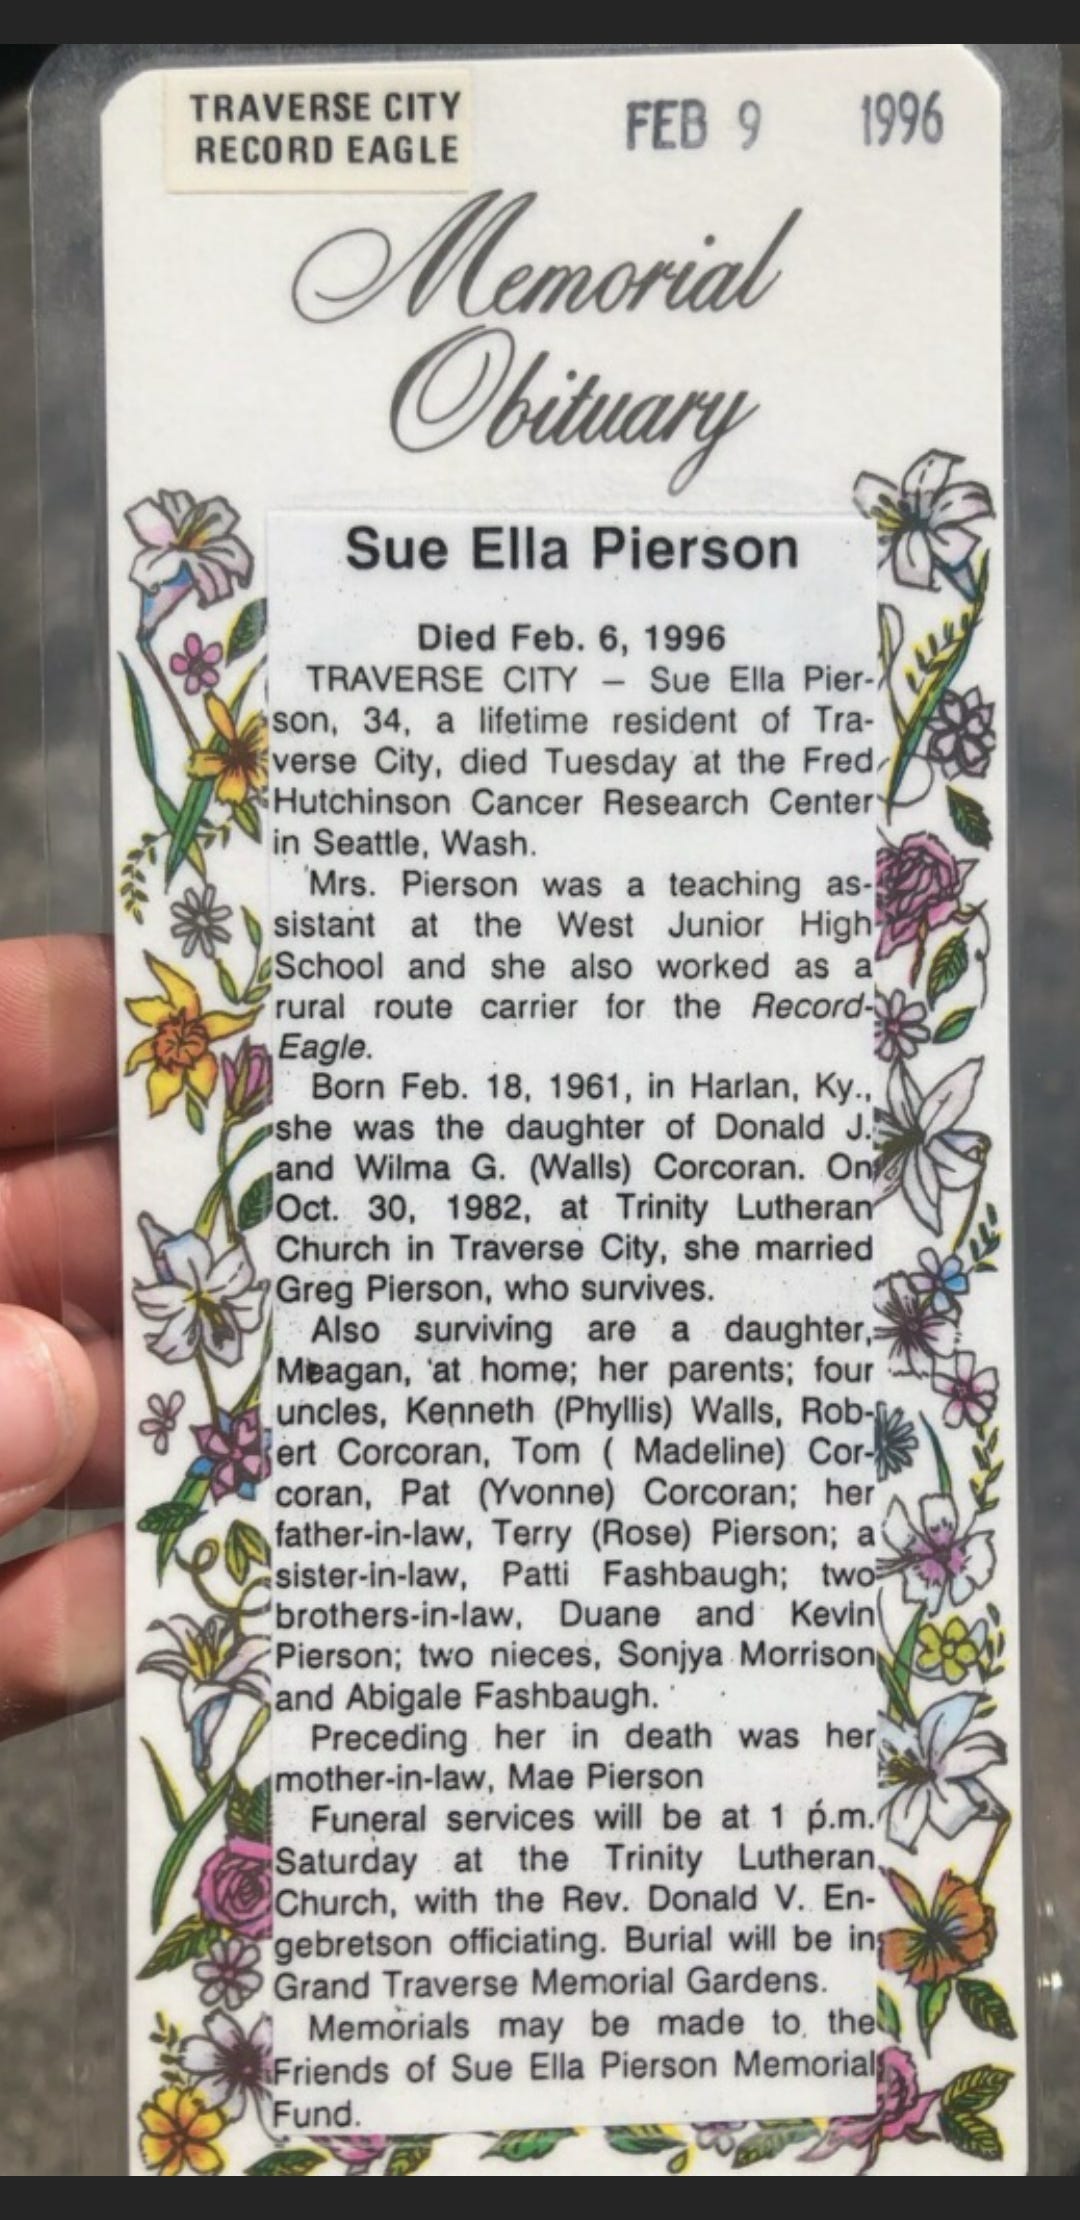 TRAVERSE CITY
RECORD EAGLE
FEB 9 1996
Memorial
Obituary
Sue Ella Pierson
Died Feb. 6, 1996
TRAVERSE CITY – Sue Ella Pier-
son, 34, a lifetime resident of Tra-
verse City, died Tuesday at the Fred
Hutchinson Cancer Research Center
in Seattle, Wash.
Mrs. Pierson was a teaching as-
sistant at the West Junior High
School and she also worked as a
rural route carrier for the Record-
Eagle.
Born Feb. 18, 1961, in Harlan, Ky.,
she was the daughter of Donald J.
and Wilma G. (Walls) Corcoran. On
Oct. 30, 1982, at Trinity Lutheran
Church in Traverse City, she married
Greg Pierson, who survives.
Also surviving are a daughter,
Meagan, at home; her parents; four
uncles, Kenneth (Phyllis) Walls, Rob-
ert Corcoran, Tom ( Madeline) Cor-
coran, Pat (Yvonne) Corcoran; her
father-in-law, Terry (Rose) Pierson; a
sister-in-law, Patti Fashbaugh; two
brothers-in-law, Duane and Kevin
Pierson; two nieces, Sonjya Morrison
and Abigale Fashbaugh.
Preceding her in death was her
mother-in-law, Mae Pierson
Funeral services will be at 1 p.m.
Saturday at the Trinity Lutheran
Church, with the Rev. Donald V. En-
gebretson officiating. Burial will be in
Grand Traverse Memorial Gardens.
Memorials may be made to the
Friends of Sue Ella Pierson Memorial
Fund.